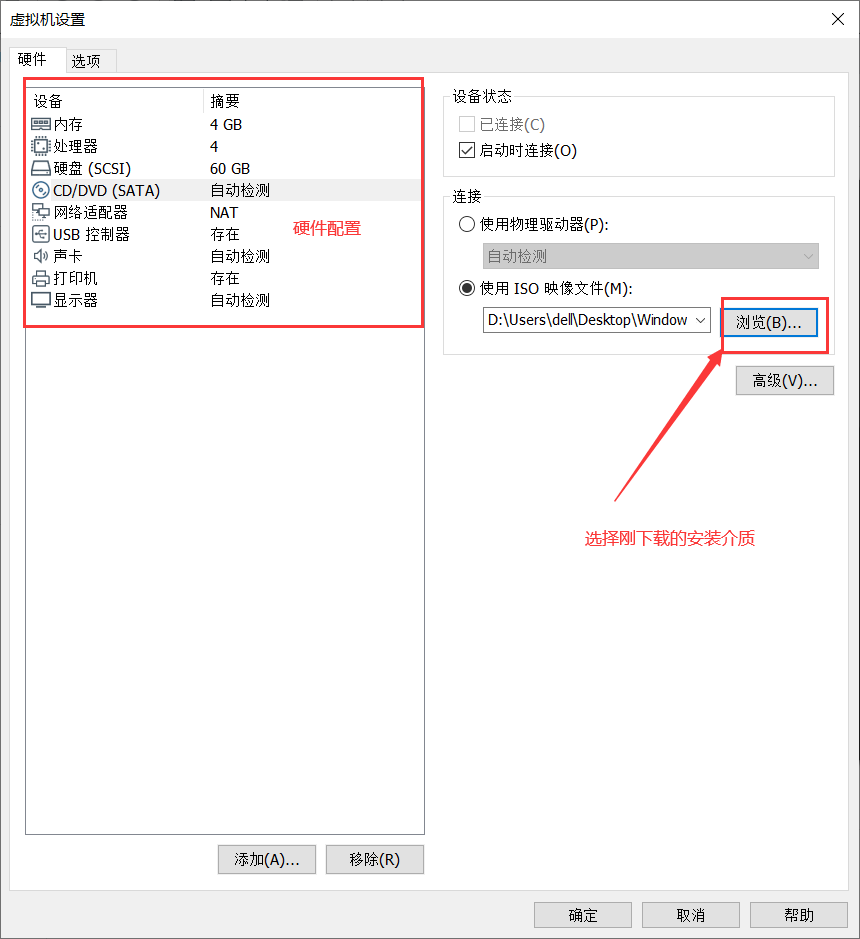 虚拟机设置
硬件 选项
设备 摘要
内存 4 GB
处理器 4
硬盘 (SCSI) 60 GB
CD/DVD (SATA) 自动检测
网络适配器 NAT
USB 控制器 存在
声卡 自动检测
打印机 存在
显示器 自动检测
硬件配置
添加(A)... 移除(R)
设备状态
已连接(C)
启动时连接(O)
连接
使用物理驱动器(P):
自动检测
使用 ISO 映像文件(M):
D:\Users\dell\Desktop\Window 浏览(B)...
高级(V)...
选择刚下载的安装介质
确定 取消 帮助